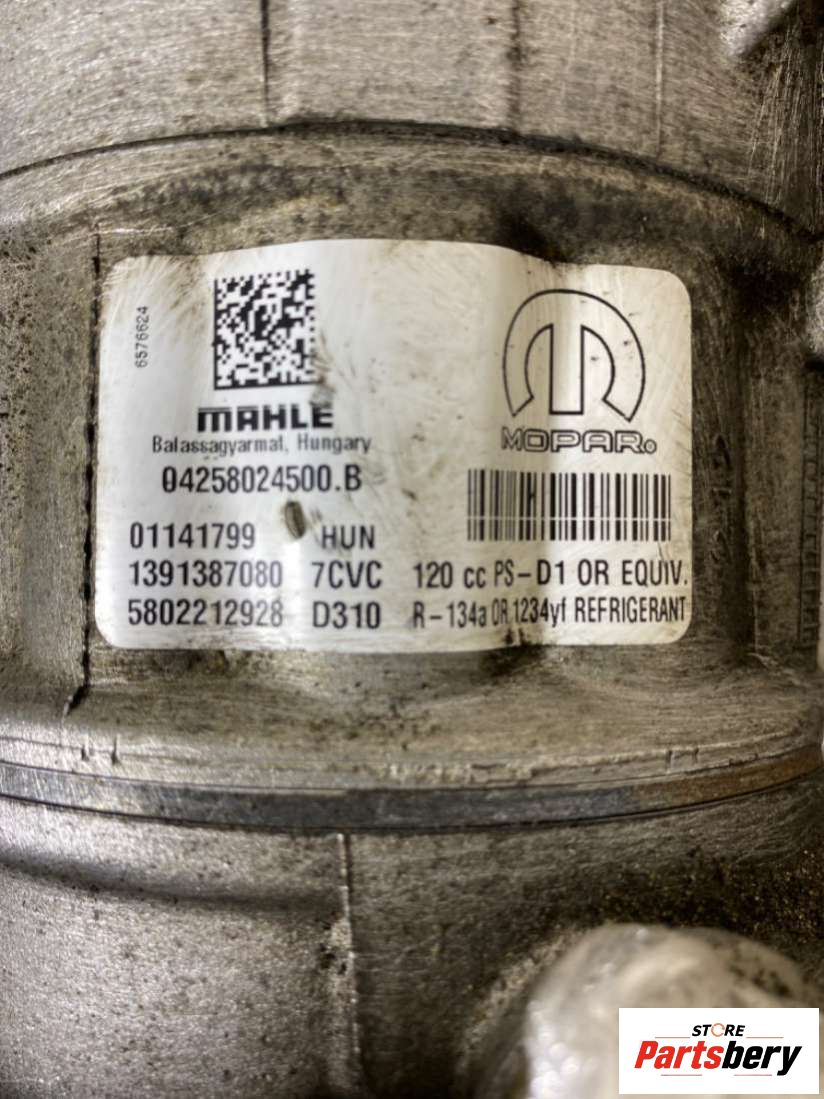 6576624
MAHLE
Balassagyarmat, Hungary
04258024500.B
MOPAR®
01141799 HUN
1391387080 7CVC 120 cc PS-D1 OR EQUIV.
5802212928 D310 R-134a OR 1234yf REFRIGERANT
STORE
Partsbery